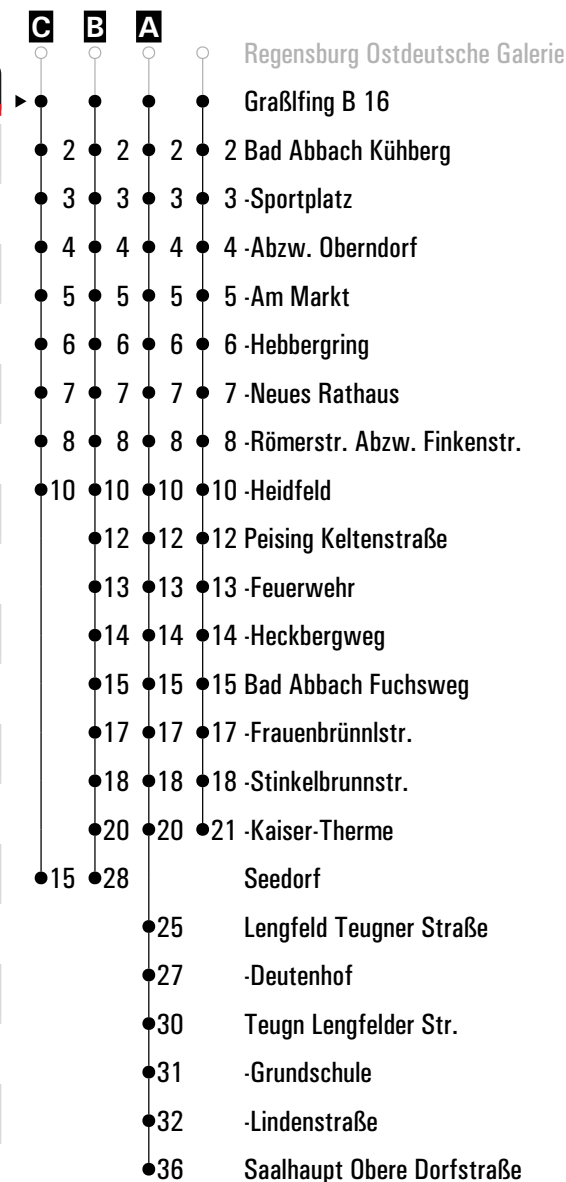 C B A
Regensburg Ostdeutsche Galerie
Graßlfing B 16
2 2 2 2 Bad Abbach Kühberg
3 3 3 3 -Sportplatz
4 4 4 4 -Abzw. Oberndorf
5 5 5 5 -Am Markt
6 6 6 6 -Hebbergring
7 7 7 7 -Neues Rathaus
8 8 8 8 -Römerstr. Abzw. Finkenstr.
10 10 10 10 -Heidfeld
12 12 12 Peising Keltenstraße
13 13 13 -Feuerwehr
14 14 14 -Heckbergweg
15 15 15 Bad Abbach Fuchsweg
17 17 17 -Frauenbrünnlstr.
18 18 18 -Stinkelbrunnstr.
20 20 21 -Kaiser-Therme
15 28 Seedorf
25 Lengfeld Teugner Straße
27 -Deutenhof
30 Teugn Lengfelder Str.
31 -Grundschule
32 -Lindenstraße
36 Saalhaupt Obere Dorfstraße